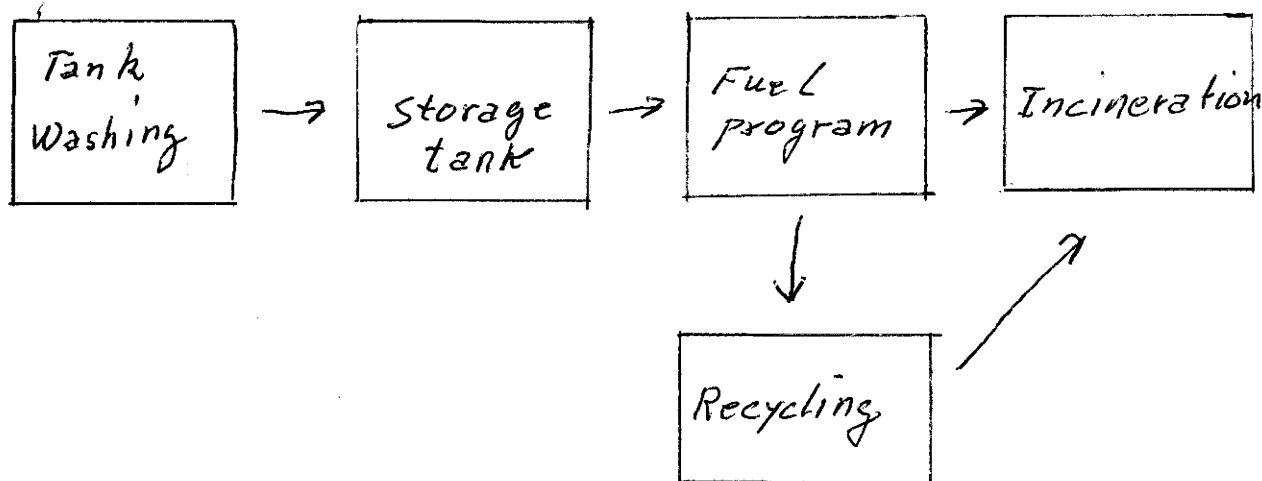 Tank
Washing
Storage
tank
Fuel
program
Incineration
Recycling